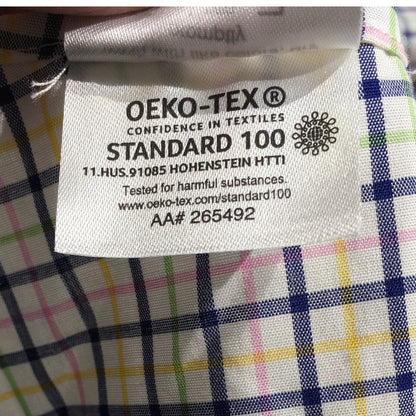 OEKO-TEX®
CONFIDENCE IN TEXTILES
STANDARD 100
11.HUS.91085 HOHENSTEIN HTTI
Tested for harmful substances.
www.oeko-tex.com/standard100
AA# 265492